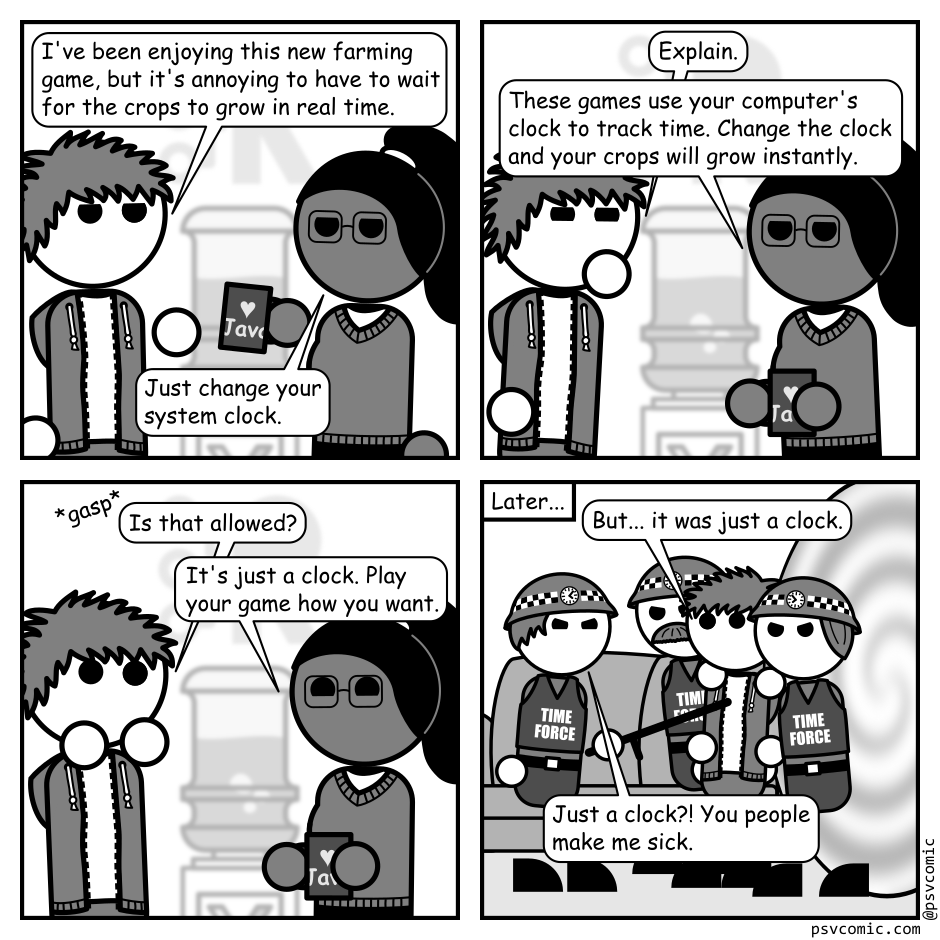 I've been enjoying this new farming
game, but it's annoying to have to wait
for the crops to grow in real time.
♥
Java
Just change your
system clock.
Explain.
These games use your computer's
clock to track time. Change the clock
and your crops will grow instantly.
♥
Ja
*gasp*
Is that allowed?
It's just a clock. Play
your game how you want.
♥
Jav
Later...
But... it was just a clock.
TIME
FORCE
TIM
FOR
TIME
FORCE
Just a clock?! You people
make me sick.
@psvcomic
psvcomic.com